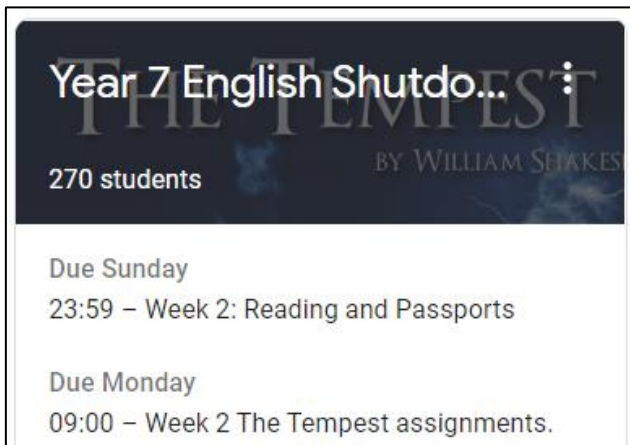 Year 7 English Shutdo...
THE TEMPEST
BY WILLIAM SHAKES
270 students
Due Sunday
23:59 – Week 2: Reading and Passports
Due Monday
09:00 – Week 2 The Tempest assignments.